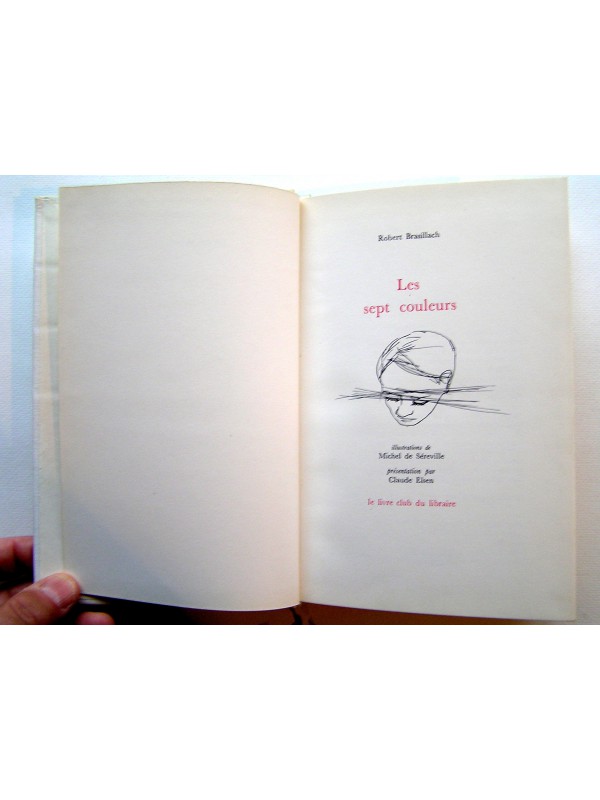 Robert Brasillach
Les
sept couleurs
illustrations de
Michel de Séreville
présentation par
Claude Elsen
le livre club du libraire